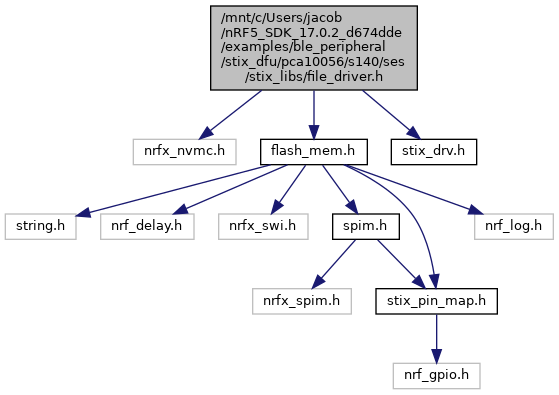 /mnt/c/Users/jacob
/nRF5_SDK_17.0.2_d674dde
/examples/ble_peripheral
/stix_dfu/pca10056/s140/ses
/stix_libs/file_driver.h
nrfx_nvmc.h
flash_mem.h
stix_drv.h
string.h
nrf_delay.h
nrfx_swi.h
spim.h
nrf_log.h
nrfx_spim.h
stix_pin_map.h
nrf_gpio.h